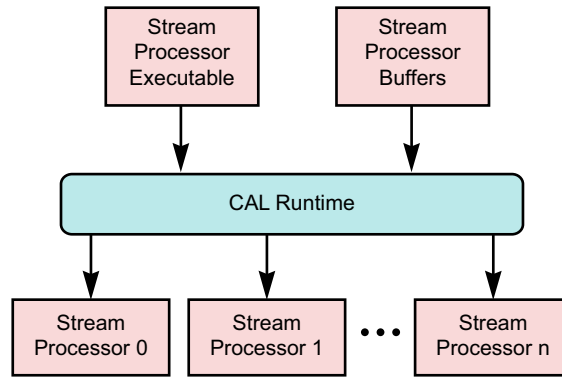 Stream
Processor
Executable
Stream
Processor
Buffers
CAL Runtime
Stream
Processor 0
Stream
Processor 1
Stream
Processor n